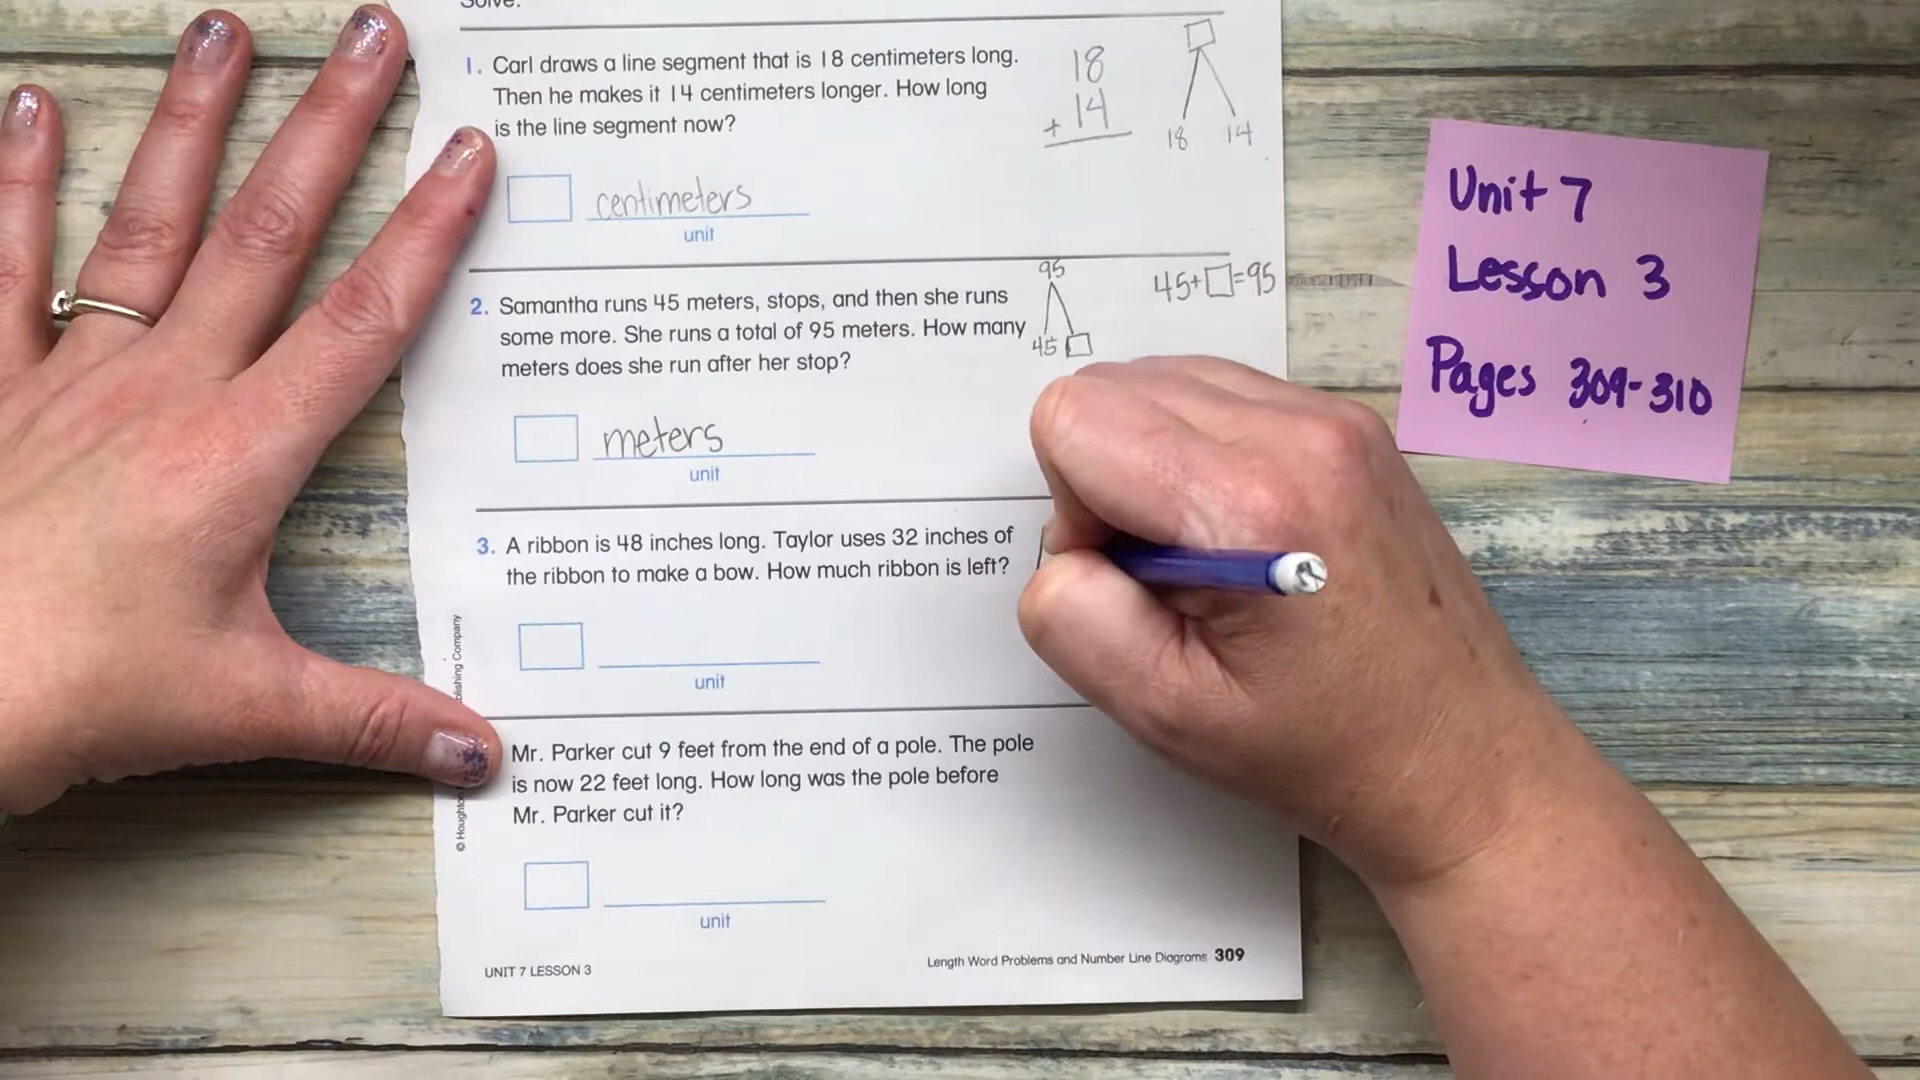 Solve.
1. Carl draws a line segment that is 18 centimeters long.
Then he makes it 14 centimeters longer. How long
is the line segment now?
18
+ 14
18 14
centimeters
unit
2. Samantha runs 45 meters, stops, and then she runs
some more. She runs a total of 95 meters. How many
meters does she run after her stop?
95
45
45+□=95
meters
unit
3. A ribbon is 48 inches long. Taylor uses 32 inches of
the ribbon to make a bow. How much ribbon is left?
unit
Mr. Parker cut 9 feet from the end of a pole. The pole
is now 22 feet long. How long was the pole before
Mr. Parker cut it?
unit
UNIT 7 LESSON 3
Length Word Problems and Number Line Diagrams 309
© Houghton Company
Unit 7
Lesson 3
Pages 309-310